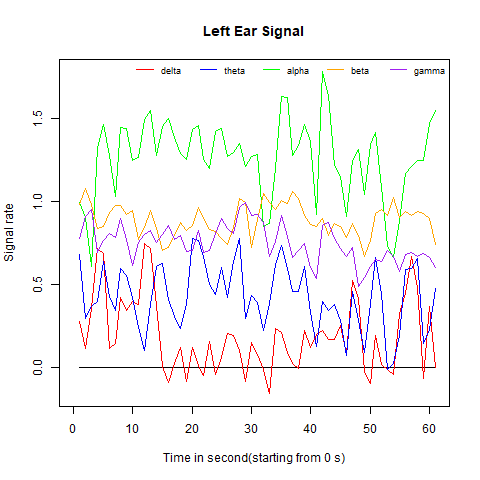 Left Ear Signal
delta theta alpha beta gamma
Signal rate
0.0 0.5 1.0 1.5
0 10 20 30 40 50 60
Time in second(starting from 0 s)